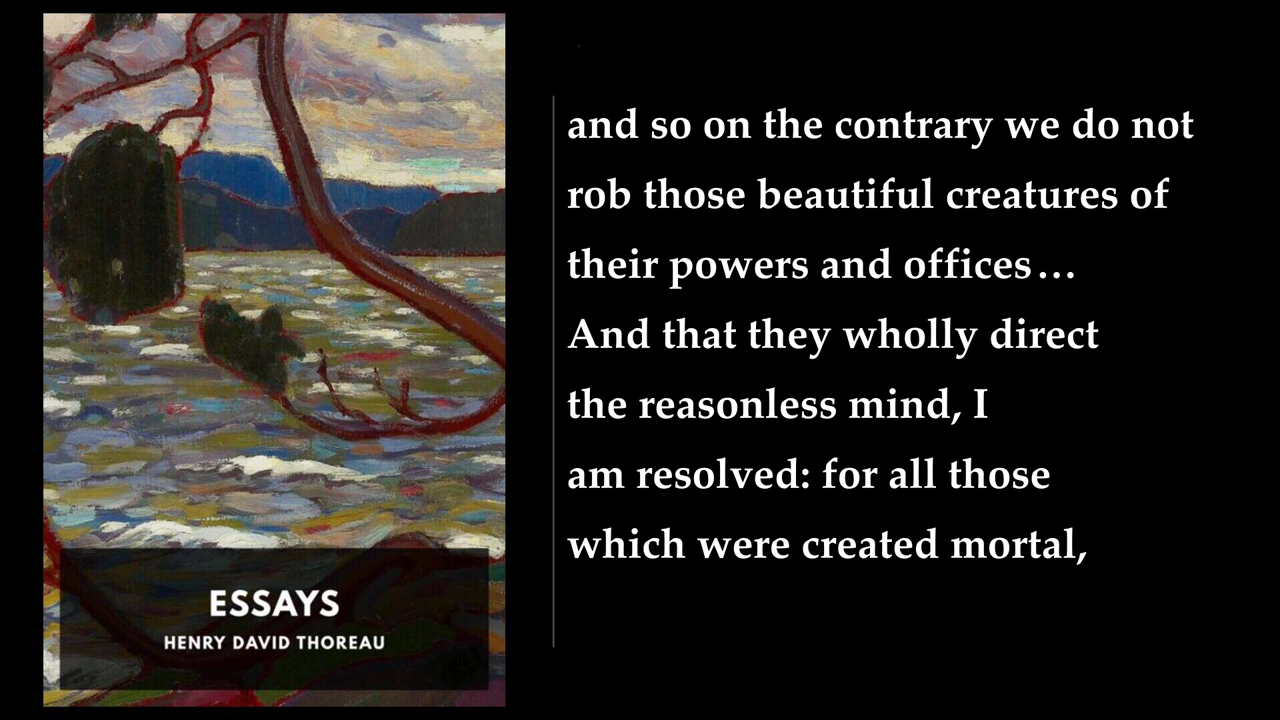 ESSAYS
HENRY DAVID THOREAU
and so on the contrary we do not
rob those beautiful creatures of
their powers and offices…
And that they wholly direct
the reasonless mind, I
am resolved: for all those
which were created mortal,